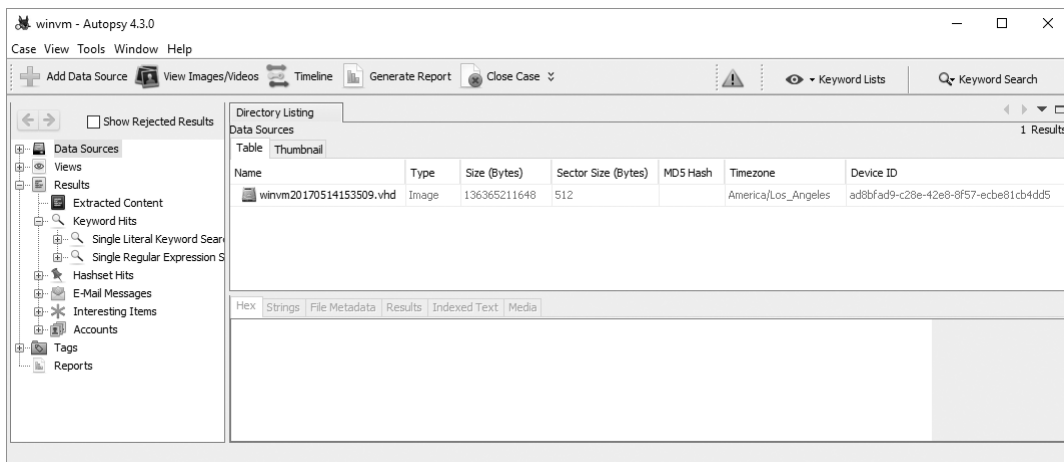 winvm - Autopsy 4.3.0
Case View Tools Window Help
Add Data Source View Images/Videos Timeline Generate Report Close Case Keyword Lists Keyword Search
Show Rejected Results
Data Sources
Views
Results
Extracted Content
Keyword Hits
Single Literal Keyword Sear
Single Regular Expression S
Hashset Hits
E-Mail Messages
Interesting Items
Accounts
Tags
Reports
Directory Listing
Data Sources 1 Results
Table Thumbnail
Name Type Size (Bytes) Sector Size (Bytes) MD5 Hash Timezone Device ID
winvm20170514153509.vhd Image 136365211648 512 America/Los_Angeles ad8bfad9-c28e-42e8-8f57-ecbe81cb4dd5
Hex Strings File Metadata Results Indexed Text Media